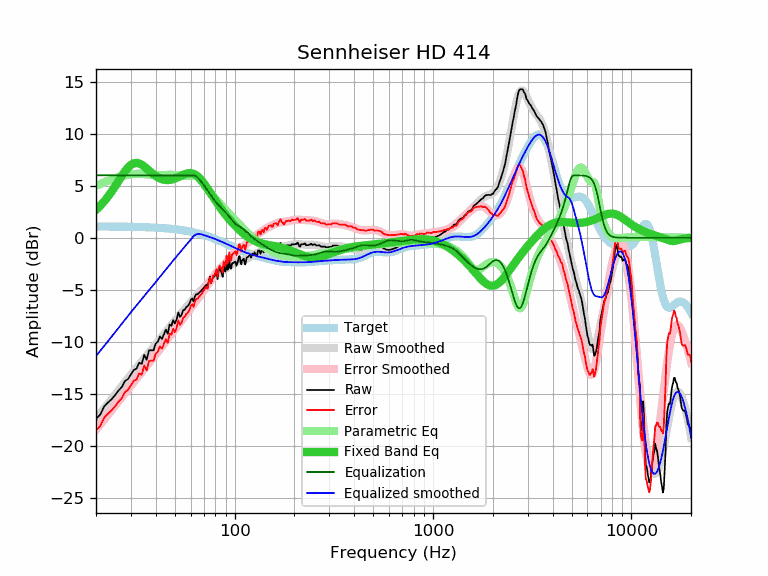 Sennheiser HD 414
15
10
5
0
−5
−10
−15
−20
−25
Amplitude (dBr)
Target
Raw Smoothed
Error Smoothed
Raw
Error
Parametric Eq
Fixed Band Eq
Equalization
Equalized smoothed
100 1000 10000
Frequency (Hz)